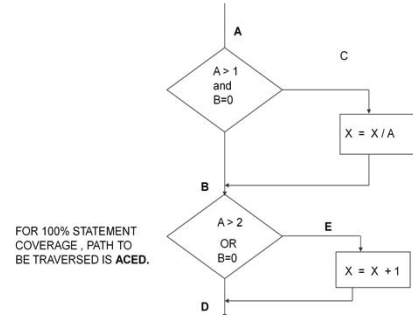 A
C
A > 1
and
B=0
X = X / A
B
FOR 100% STATEMENT
COVERAGE , PATH TO
BE TRAVERSED IS ACED.
A > 2
OR
B=0
E
X = X + 1
D